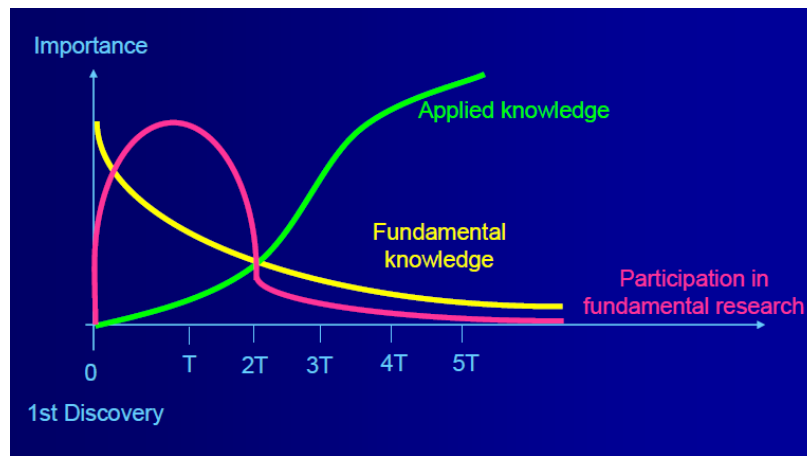 Importance
Applied knowledge
Fundamental
knowledge
Participation in
fundamental research
0
T
2T
3T
4T
5T
1st Discovery